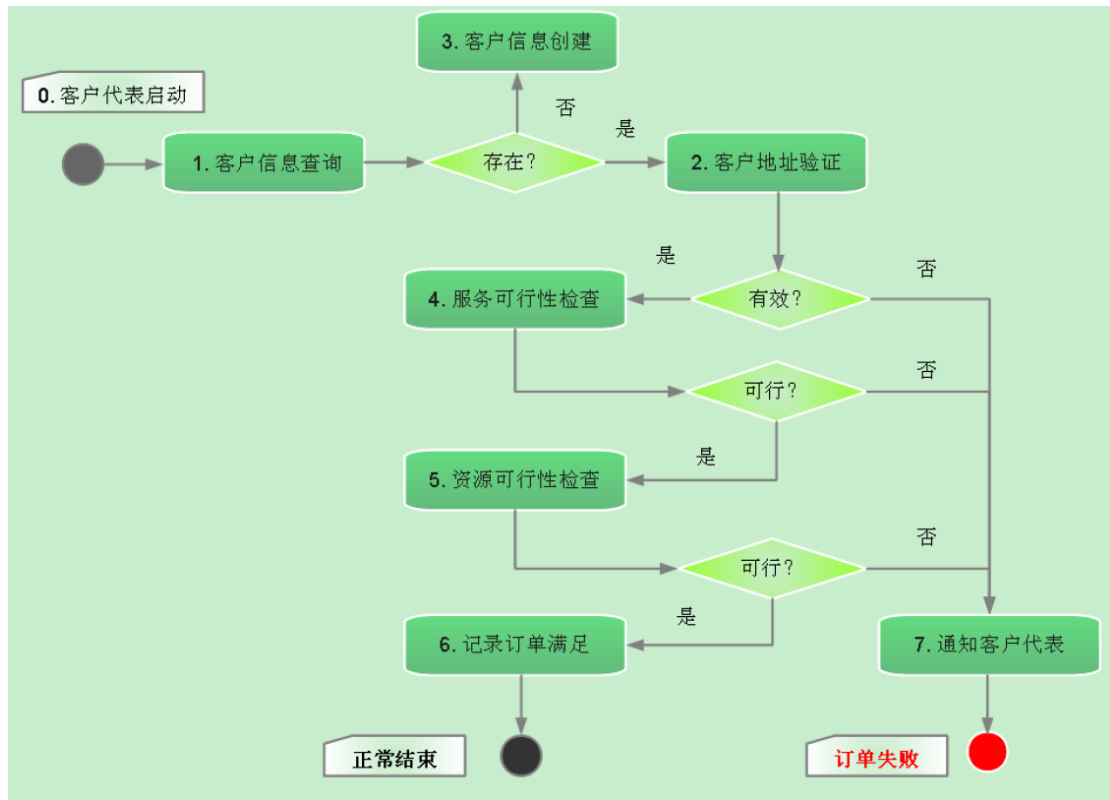 3. 客户信息创建
0. 客户代表启动
否
是
1. 客户信息查询
存在?
2. 客户地址验证
是
否
4. 服务可行性检查
有效?
可行?
否
是
5. 资源可行性检查
否
可行?
是
6. 记录订单满足
7. 通知客户代表
正常结束
订单失败